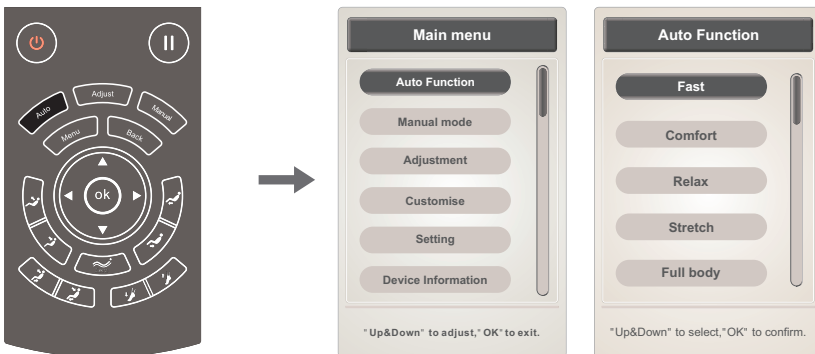 Auto
Adjust
Manual
Menu
Back
ok
Main menu
Auto Function
Manual mode
Adjustment
Customise
Setting
Device Information
"Up&Down" to adjust,"OK"to exit.
Auto Function
Fast
Comfort
Relax
Stretch
Full body
"Up&Down" to select,"OK" to confirm.